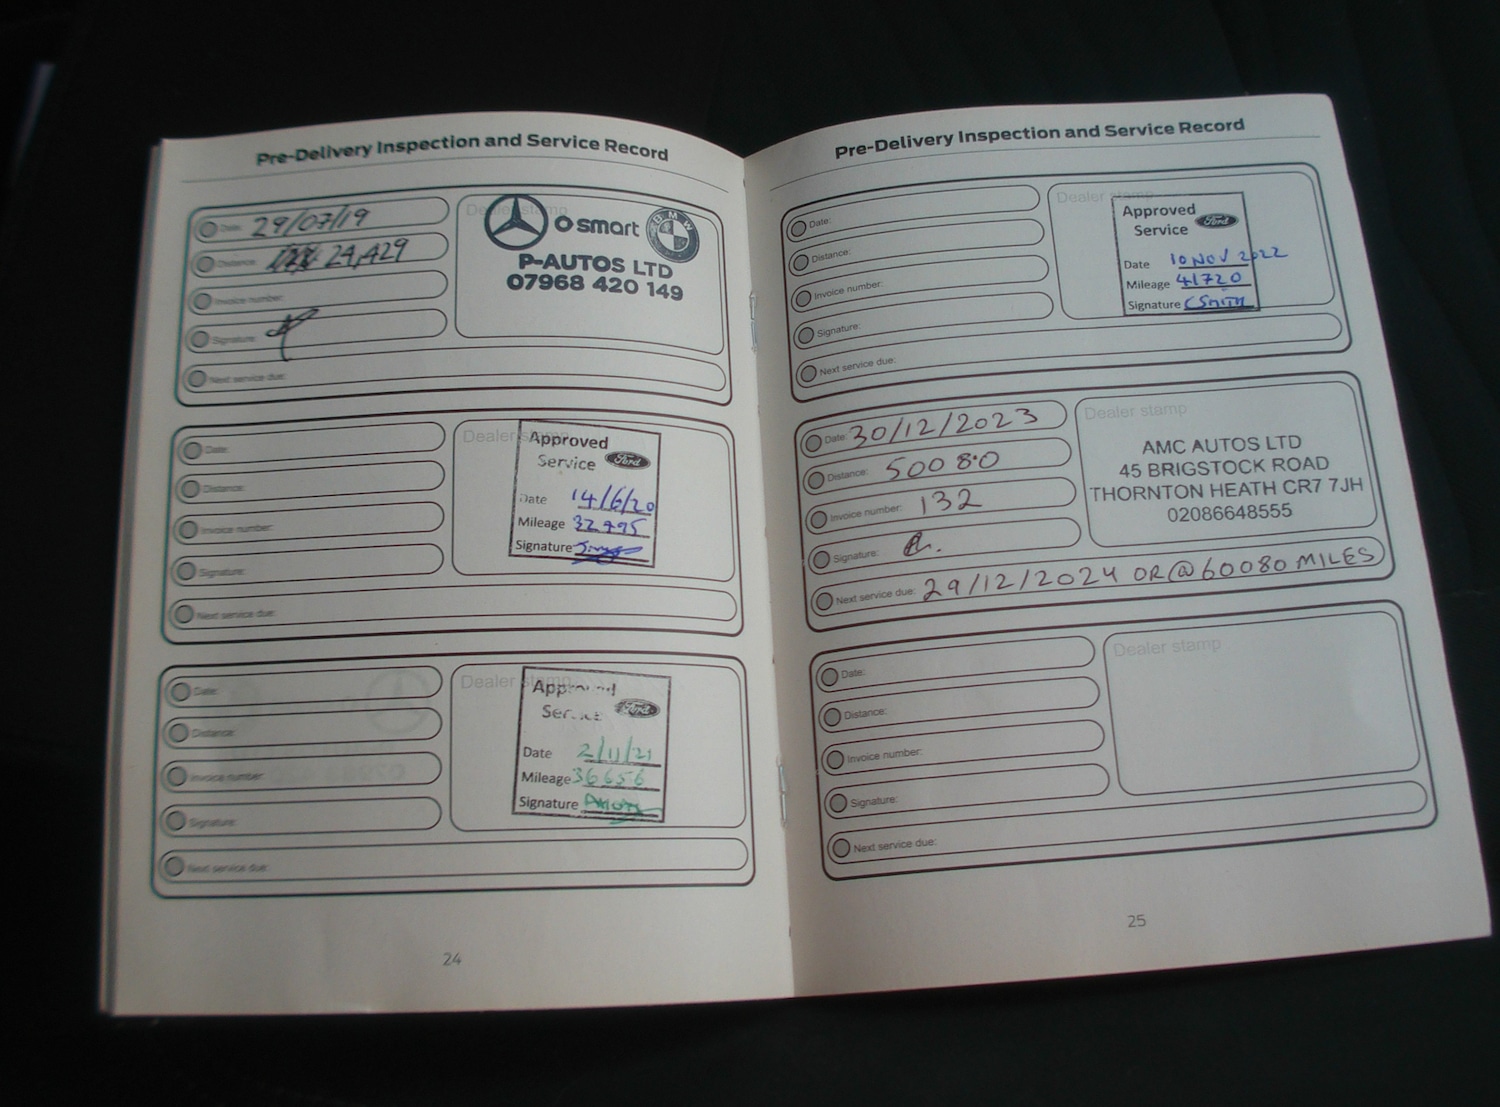 Pre-Delivery Inspection and Service Record
Date: 29/07/19
Distance: 24,429
Invoice number:
Signature:
Next service due:
Dealer stamp
smart
BMW
P-AUTOS LTD
07968 420 149
Date:
Distance:
Invoice number:
Signature:
Next service due:
Dealer stamp
Approved
Service Ford
Date 14/6/20
Mileage 32495
Signature
Date:
Distance:
Invoice number:
Signature:
Next service due:
Dealer stamp
Approved
Service Ford
Date 2/11/21
Mileage 36656
Signature
24
Pre-Delivery Inspection and Service Record
Date:
Distance:
Invoice number:
Signature:
Next service due:
Dealer stamp
Approved
Service Ford
Date 10 NOV 2022
Mileage 41720
Signature C SMITH
Date: 30/12/2023
Distance: 50080
Invoice number: 132
Signature:
Next service due: 29/12/2024 OR @ 60080 MILES
Dealer stamp
AMC AUTOS LTD
45 BRIGSTOCK ROAD
THORNTON HEATH CR7 7JH
02086648555
Date:
Distance:
Invoice number:
Signature:
Next service due:
Dealer stamp
25